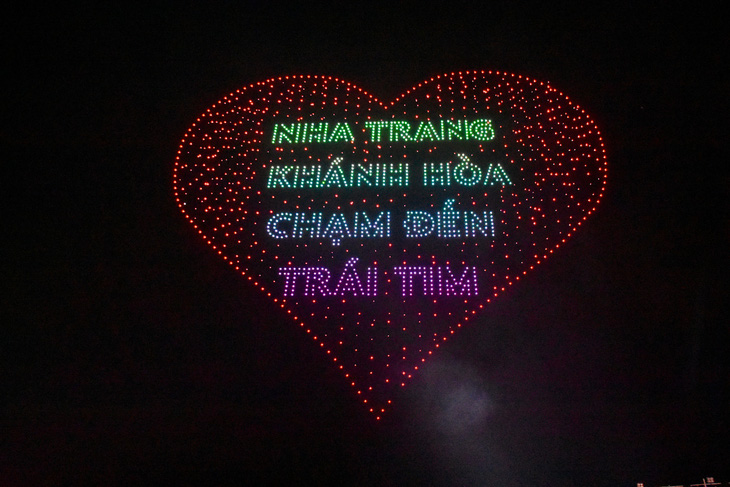 NHA TRANG
KHÁNH HÒA
CHẠM ĐẾN
TRÁI TIM